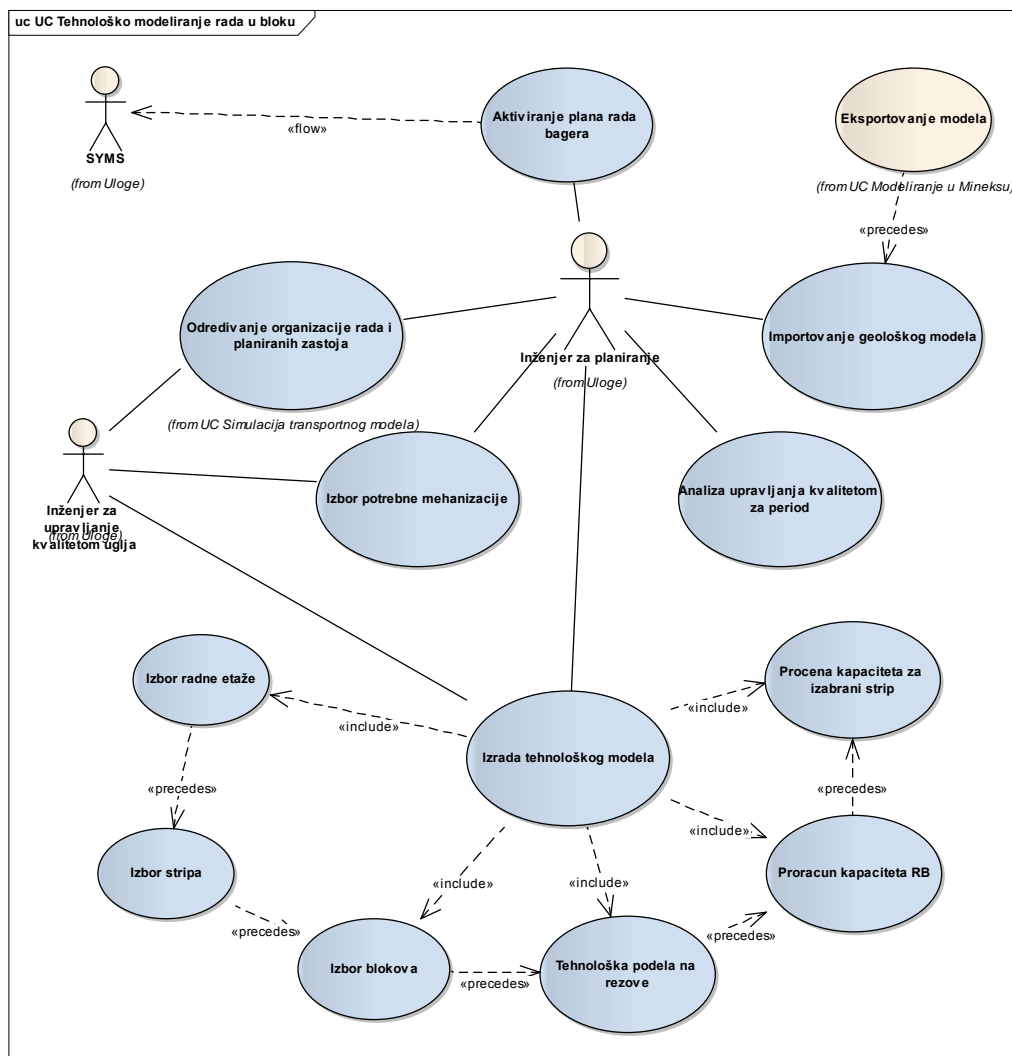 uc UC Tehnološko modeliranje rada u bloku
SYMS
(from Uloge)
«flow»
Aktiviranje plana rada
bagera
Eksportovanje modela
(from UC Modeliranje u Mineksu)
«precedes»
Odredivanje organizacije rada i
planiranih zastoja
(from UC Simulacija transportnog modela)
Inženjer za planiranje
(from Uloge)
Importovanje geološkog modela
Inženjer za
upravljanje
kvalitetom uglja
(from Uloge)
Izbor potrebne mehanizacije
Analiza upravljanja kvalitetom
za period
Izbor radne etaže
«include»
Izrada tehnološkog modela
«include»
Procena kapaciteta za
izabrani strip
«precedes»
«precedes»
«include»
Izbor stripa
«include»
«include»
Proracun kapaciteta RB
«precedes»
Izbor blokova
«precedes»
Tehnološka podela na
rezove
«precedes»